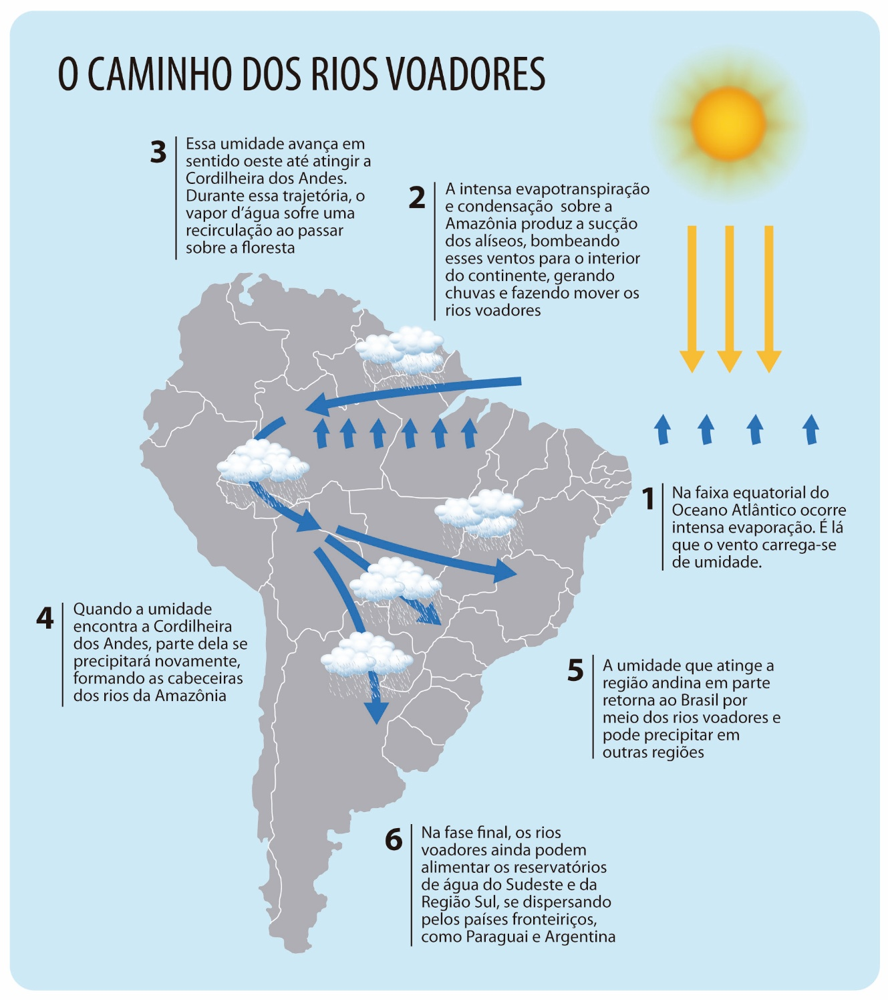 O CAMINHO DOS RIOS VOADORES
1
Na faixa equatorial do
Oceano Atlântico ocorre
intensa evaporação. É lá
que o vento carrega-se
de umidade.
2
A intensa evapotranspiração
e condensação sobre a
Amazônia produz a sucção
dos alíseos, bombeando
esses ventos para o interior
do continente, gerando
chuvas e fazendo mover os
rios voadores
3
Essa umidade avança em
sentido oeste até atingir a
Cordilheira dos Andes.
Durante essa trajetória, o
vapor d’água sofre uma
recirculação ao passar
sobre a floresta
4
Quando a umidade
encontra a Cordilheira
dos Andes, parte dela se
precipitará novamente,
formando as cabeceiras
dos rios da Amazônia
5
A umidade que atinge a
região andina em parte
retorna ao Brasil por
meio dos rios voadores e
pode precipitar em
outras regiões
6
Na fase final, os rios
voadores ainda podem
alimentar os reservatórios
de água do Sudeste e da
Região Sul, se dispersando
pelos países fronteiriços,
como Paraguai e Argentina